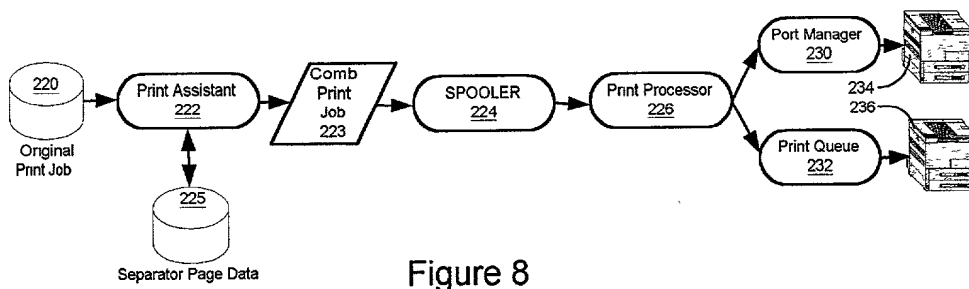 220
Original
Print Job
Print Assistant
222
225
Separator Page Data
Comb
Print
Job
223
SPOOLER
224
Print Processor
226
Port Manager
230
234
236
Print Queue
232
Figure 8